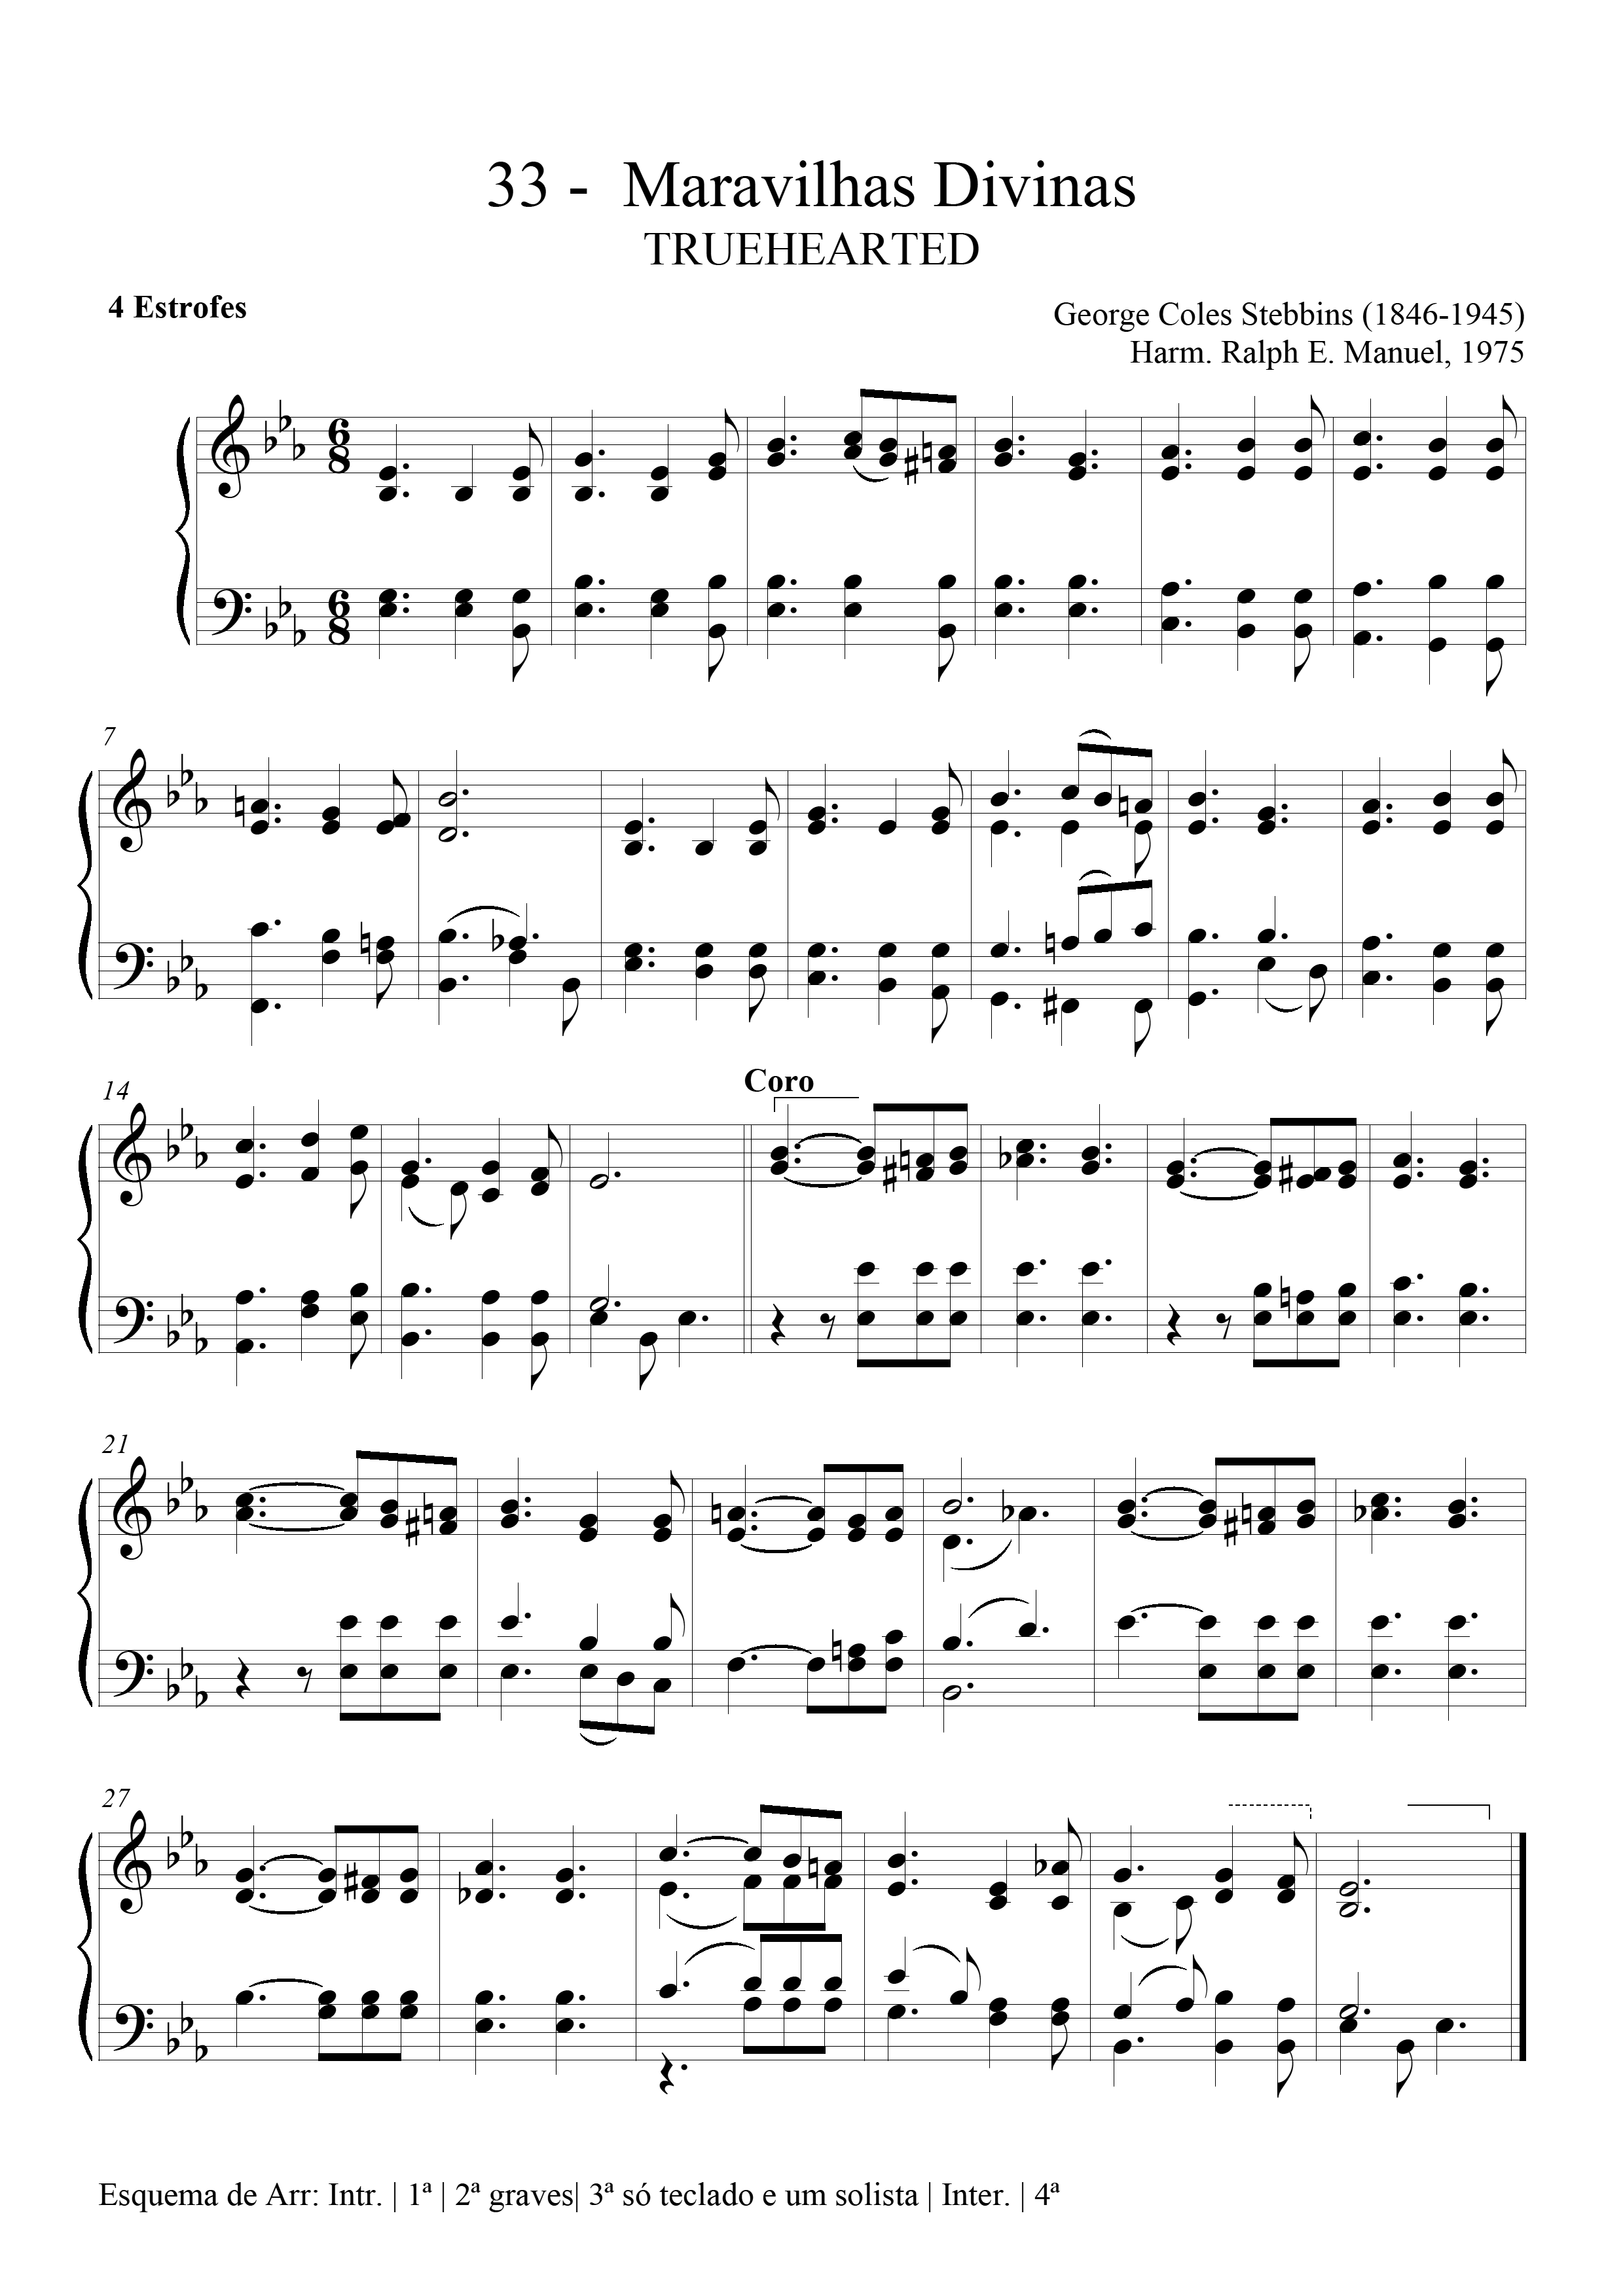 33 - Maravilhas Divinas
TRUEHEARTED
4 Estrofes
George Coles Stebbins (1846-1945)
Harm. Ralph E. Manuel, 1975
6
8
6
8
7
14
Coro
21
27
Esquema de Arr: Intr. | 1ª | 2ª graves| 3ª só teclado e um solista | Inter. | 4ª